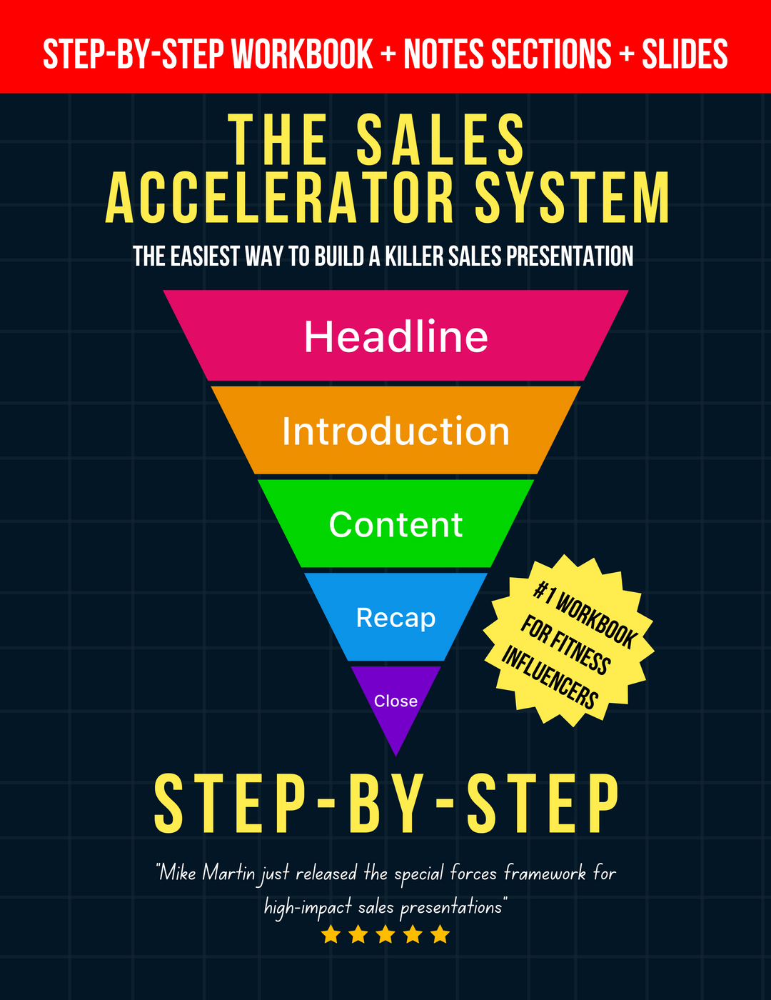 STEP-BY-STEP WORKBOOK + NOTES SECTIONS + SLIDES
THE SALES
ACCELERATOR SYSTEM
THE EASIEST WAY TO BUILD A KILLER SALES PRESENTATION
Headline
Introduction
Content
Recap
Close
#1 WORKBOOK
FOR FITNESS
INFLUENCERS
STEP-BY-STEP
"Mike Martin just released the special forces framework for
high-impact sales presentations"